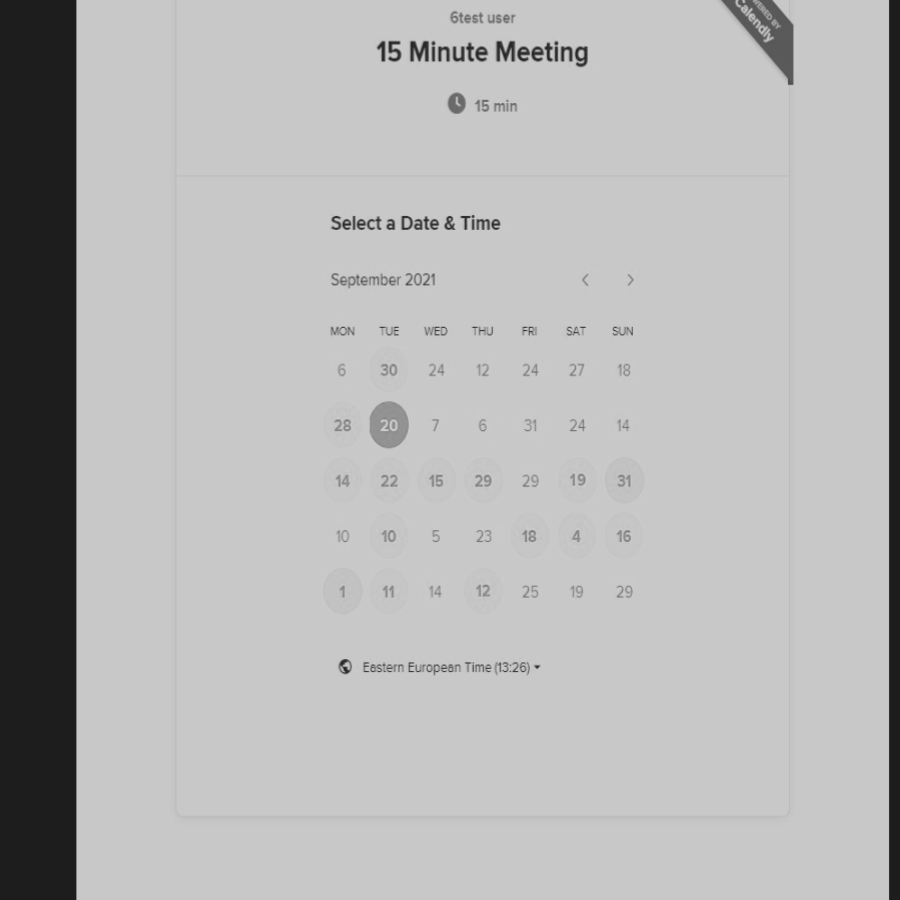 6test user
15 Minute Meeting
15 min
Calendly
Select a Date & Time
September 2021
MON TUE WED THU FRI SAT SUN
6 30 24 12 24 27 18
28 20 7 6 31 24 14
14 22 15 29 29 19 31
10 10 5 23 18 4 16
1 11 14 12 25 19 29
Eastern European Time (13:26)